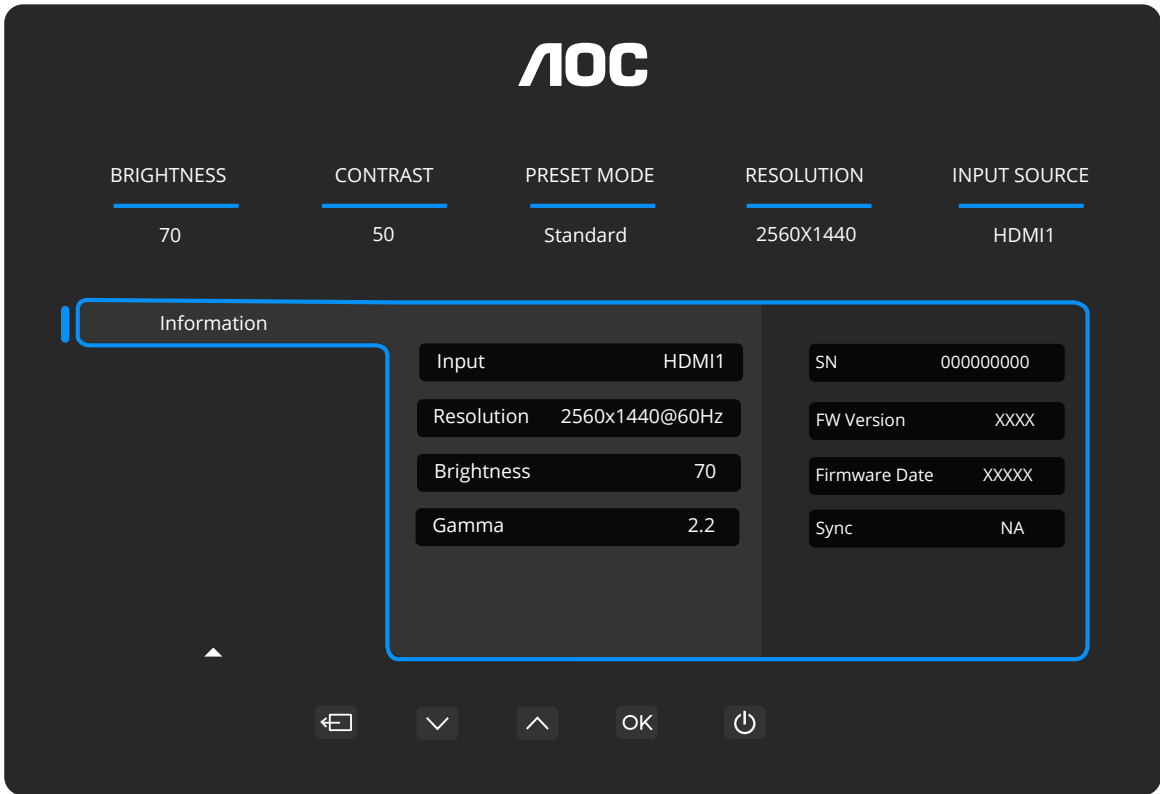 AOC
BRIGHTNESS CONTRAST PRESET MODE RESOLUTION INPUT SOURCE
70 50 Standard 2560X1440 HDMI1
Information
Input HDMI1
Resolution 2560x1440@60Hz
Brightness 70
Gamma 2.2
SN 000000000
FW Version XXXX
Firmware Date XXXXX
Sync NA
OK